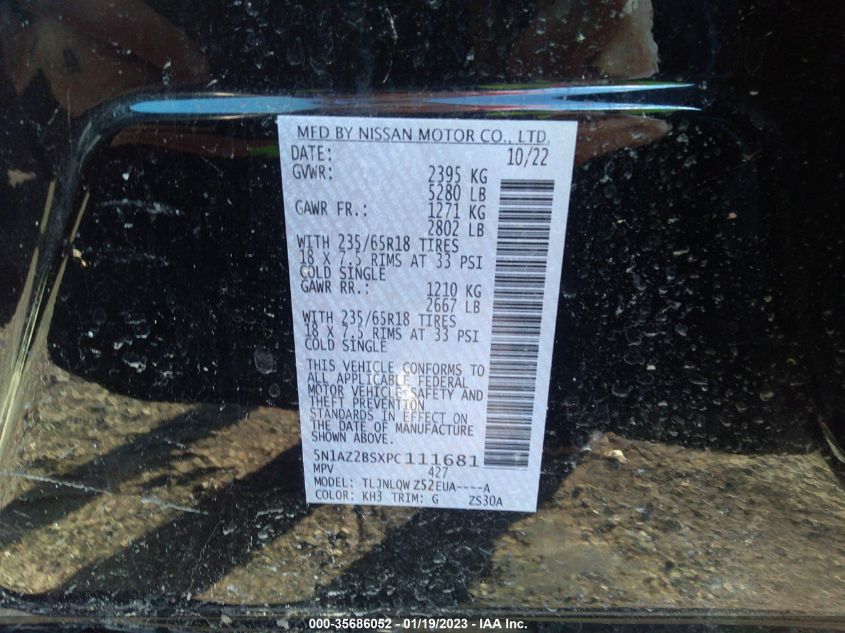 MFD BY NISSAN MOTOR CO., LTD.
DATE: 10/22
GVWR: 2395 KG
5280 LB
GAWR FR.: 1271 KG
2802 LB
WITH 235/65R18 TIRES
18 X 7.5 RIMS AT 33 PSI
COLD SINGLE
GAWR RR.: 1210 KG
2667 LB
WITH 235/65R18 TIRES
18 X 7.5 RIMS AT 33 PSI
COLD SINGLE
THIS VEHICLE CONFORMS TO
ALL APPLICABLE FEDERAL
MOTOR VEHICLE SAFETY AND
THEFT PREVENTION
STANDARDS IN EFFECT ON
THE DATE OF MANUFACTURE
SHOWN ABOVE.
5N1AZ2BSXPC111681
MPV 427
MODEL: TLJNLQW Z52EUA----A
COLOR: KH3 TRIM: G ZS30A
000-35686052 - 01/19/2023 - IAA Inc.